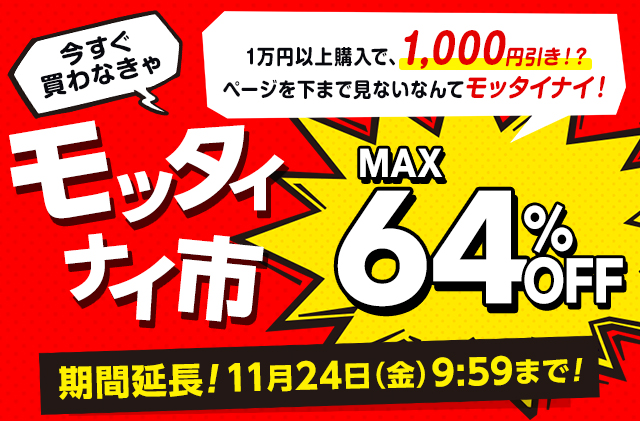 今すぐ
買わなきゃ
1万円以上購入で、1,000円引き！？
ページを下まで見ないなんてモッタイナイ！
モッタイ
ナイ市
MAX
64%OFF
期間延長！11月24日（金）9:59まで！